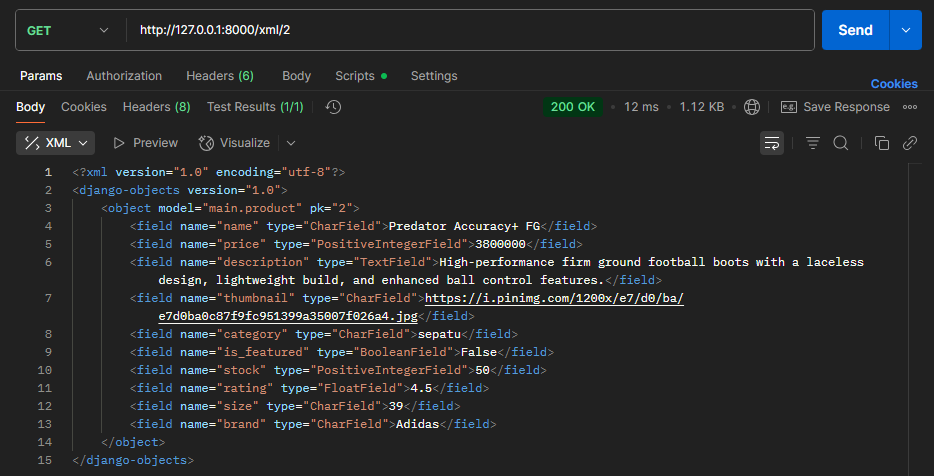 GET http://127.0.0.1:8000/xml/2 Send
Params Authorization Headers (6) Body Scripts Settings
Cookies
Body Cookies Headers (8) Test Results (1/1) 200 OK 12 ms 1.12 KB e.g. Save Response
XML Preview Visualize
1 <?xml version="1.0" encoding="utf-8"?>
2 <django-objects version="1.0">
3 <object model="main.product" pk="2">
4 <field name="name" type="CharField">Predator Accuracy+ FG</field>
5 <field name="price" type="PositiveIntegerField">3800000</field>
6 <field name="description" type="TextField">High-performance firm ground football boots with a laceless
design, lightweight build, and enhanced ball control features.</field>
7 <field name="thumbnail" type="CharField">https://i.pinimg.com/1200x/e7/d0/ba/
e7d0ba0c87f9fc951399a35007f026a4.jpg</field>
8 <field name="category" type="CharField">sepatu</field>
9 <field name="is_featured" type="BooleanField">False</field>
10 <field name="stock" type="PositiveIntegerField">50</field>
11 <field name="rating" type="FloatField">4.5</field>
12 <field name="size" type="CharField">39</field>
13 <field name="brand" type="CharField">Adidas</field>
14 </object>
15 </django-objects>